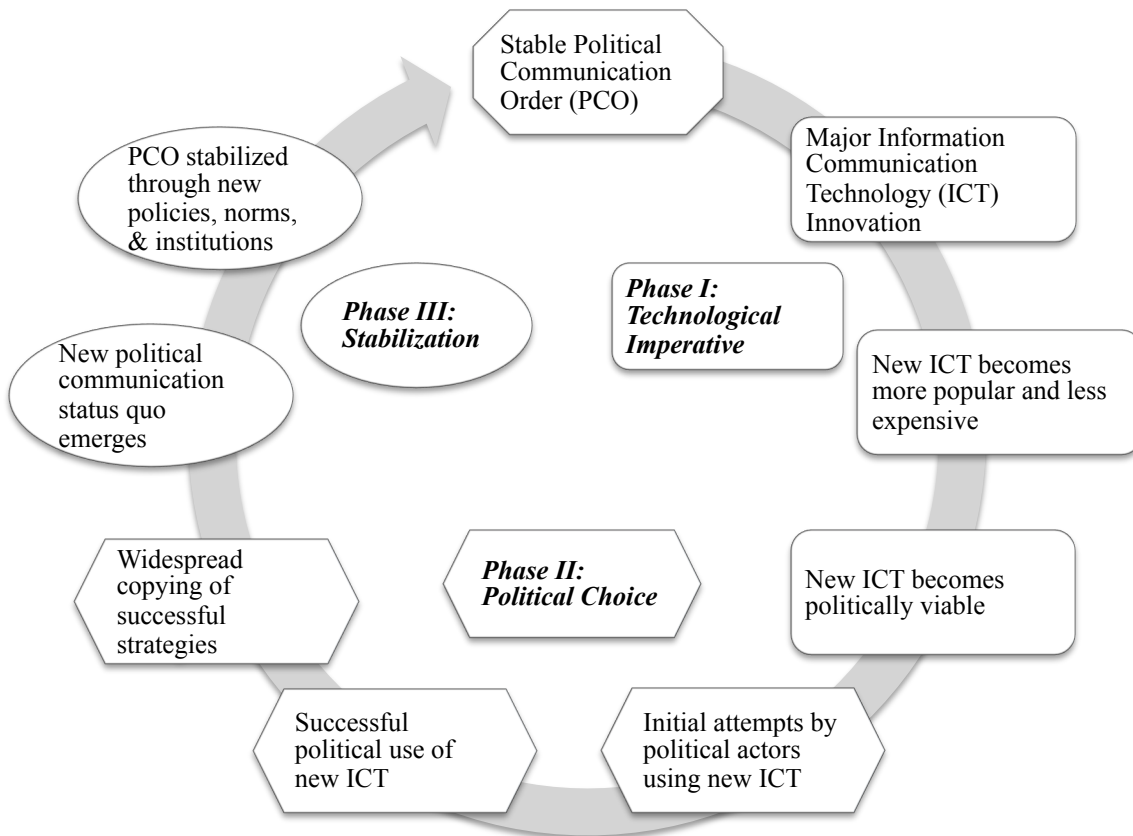 Stable Political
Communication
Order (PCO)
Major Information
Communication
Technology (ICT)
Innovation
New ICT becomes
more popular and less
expensive
New ICT becomes
politically viable
Initial attempts by
political actors
using new ICT
Successful
political use of
new ICT
Widespread
copying of
successful
strategies
New political
communication
status quo
emerges
PCO stabilized
through new
policies, norms,
& institutions
Phase I:
Technological
Imperative
Phase II:
Political Choice
Phase III:
Stabilization